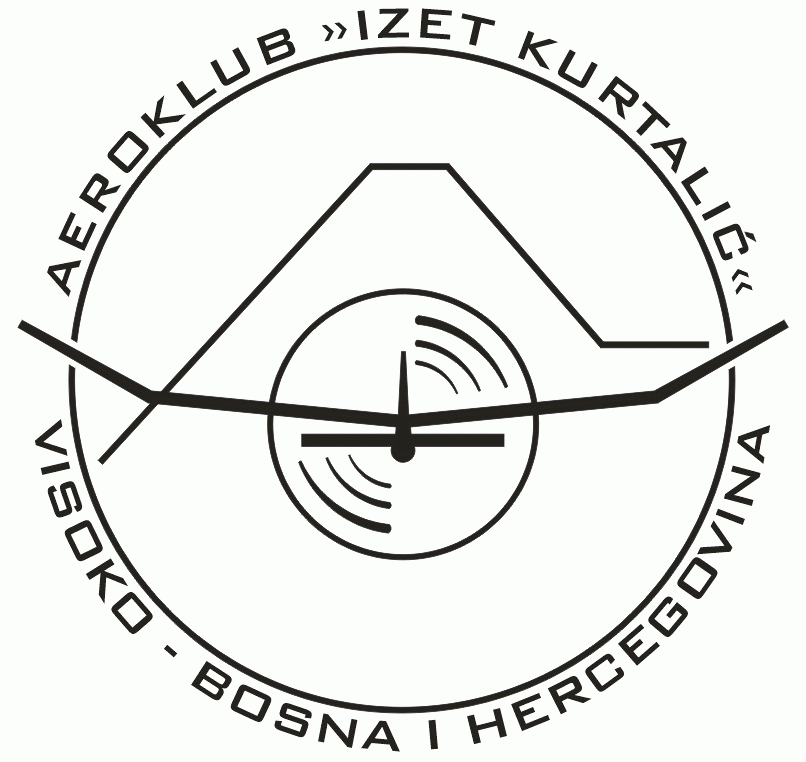 AEROKLUB »IZET KURTALIĆ«
VISOKO - BOSNA I HERCEGOVINA